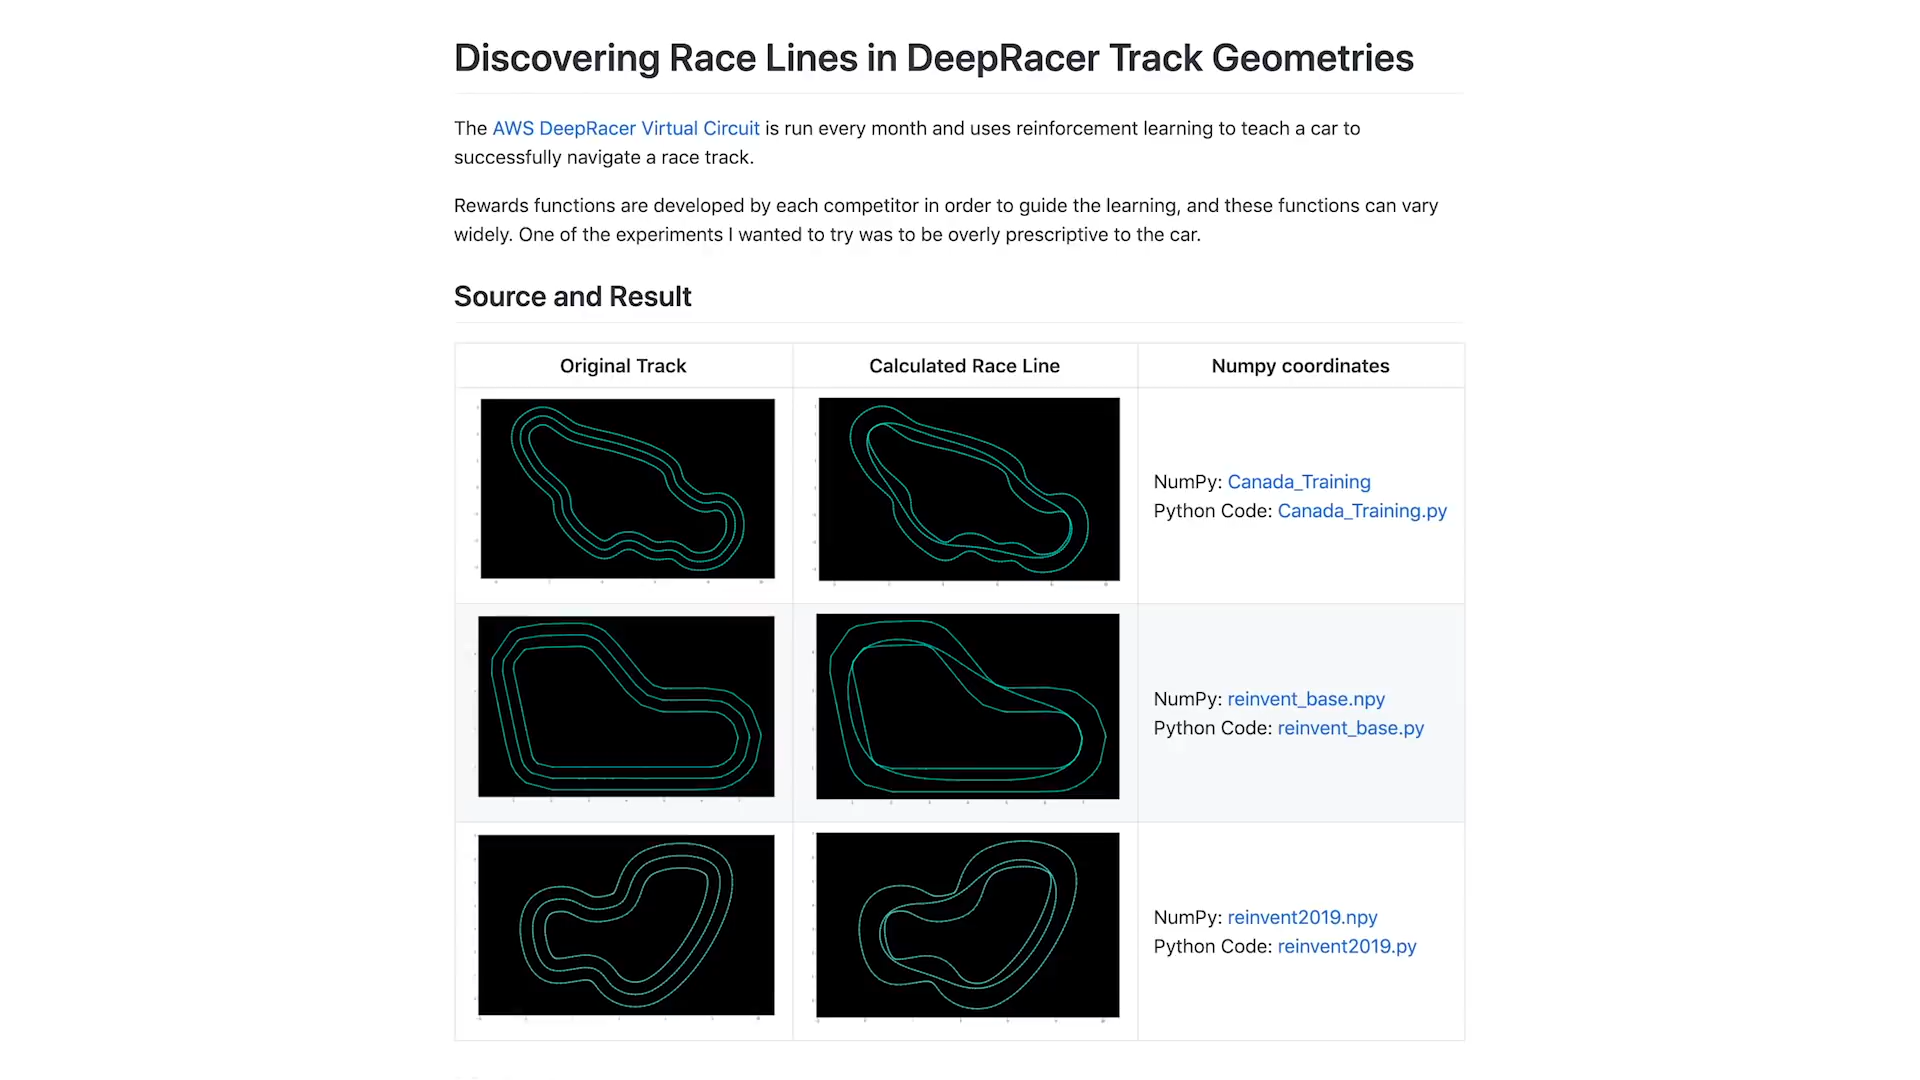 Discovering Race Lines in DeepRacer Track Geometries
The AWS DeepRacer Virtual Circuit is run every month and uses reinforcement learning to teach a car to
successfully navigate a race track.
Rewards functions are developed by each competitor in order to guide the learning, and these functions can vary
widely. One of the experiments I wanted to try was to be overly prescriptive to the car.
Source and Result
Original Track
Calculated Race Line
Numpy coordinates
NumPy: Canada_Training
Python Code: Canada_Training.py
NumPy: reinvent_base.npy
Python Code: reinvent_base.py
NumPy: reinvent2019.npy
Python Code: reinvent2019.py